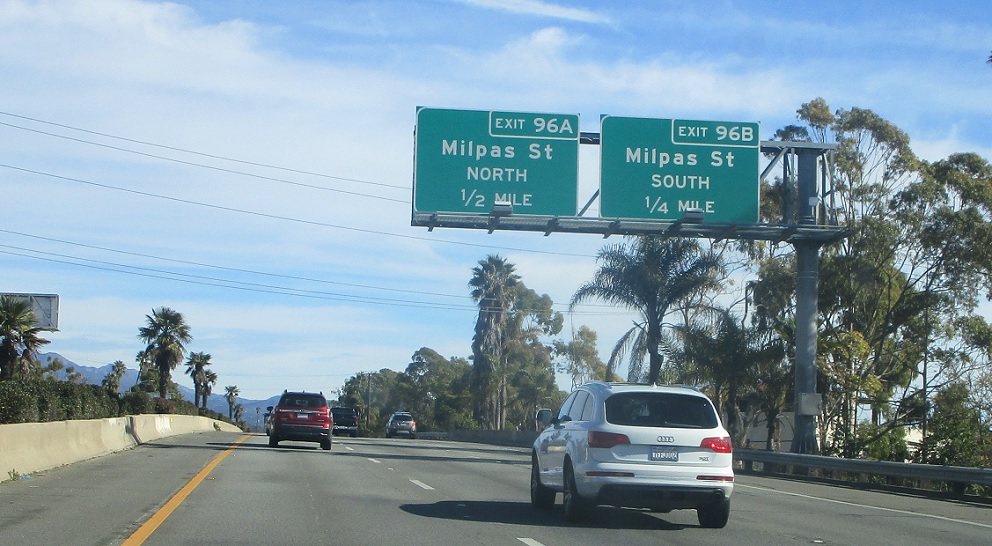 EXIT 96A
Milpas St
NORTH
1/2 MILE
EXIT 96B
Milpas St
SOUTH
1/4 MILE